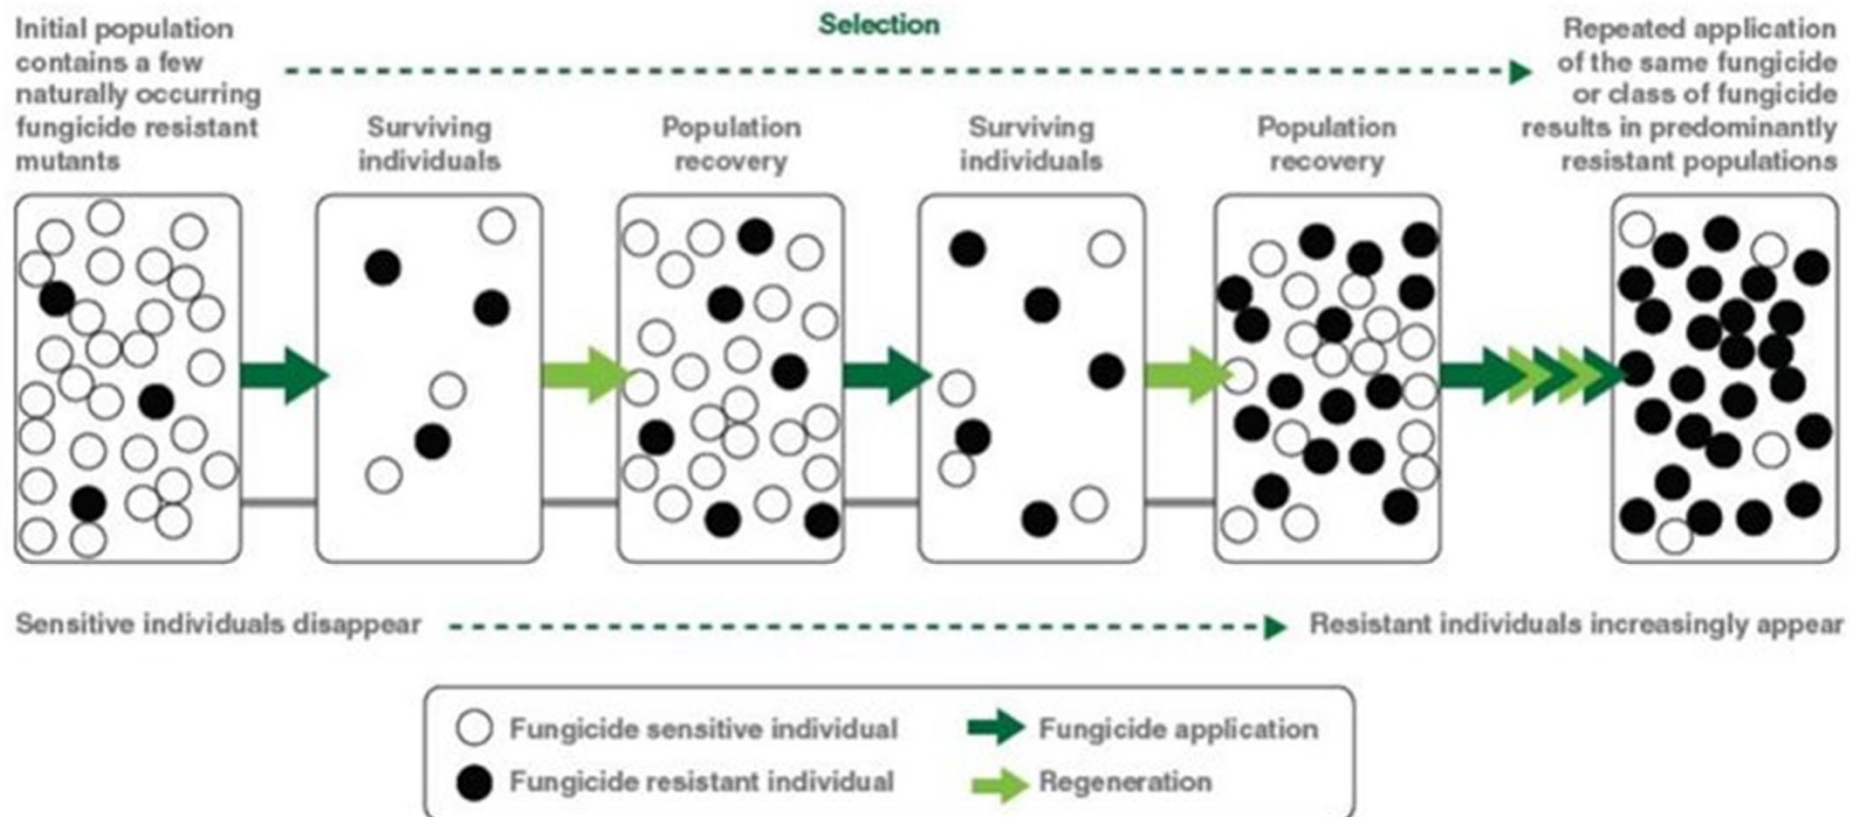 Initial population
contains a few
naturally occurring
fungicide resistant
mutants
Selection
Repeated application
of the same fungicide
or class of fungicide
results in predominantly
resistant populations
Surviving
individuals
Population
recovery
Surviving
individuals
Population
recovery
Sensitive individuals disappear
Resistant individuals increasingly appear
Fungicide sensitive individual
Fungicide application
Fungicide resistant individual
Regeneration